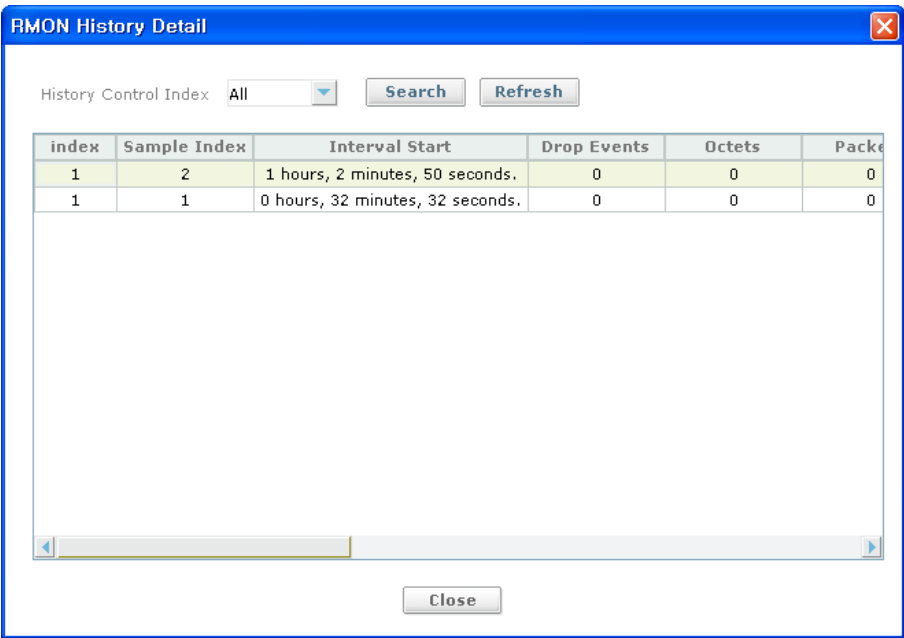 RMON History Detail
History Control Index All Search Refresh
index Sample Index Interval Start Drop Events Octets Packe
1 2 1 hours, 2 minutes, 50 seconds. 0 0 0
1 1 0 hours, 32 minutes, 32 seconds. 0 0 0
Close